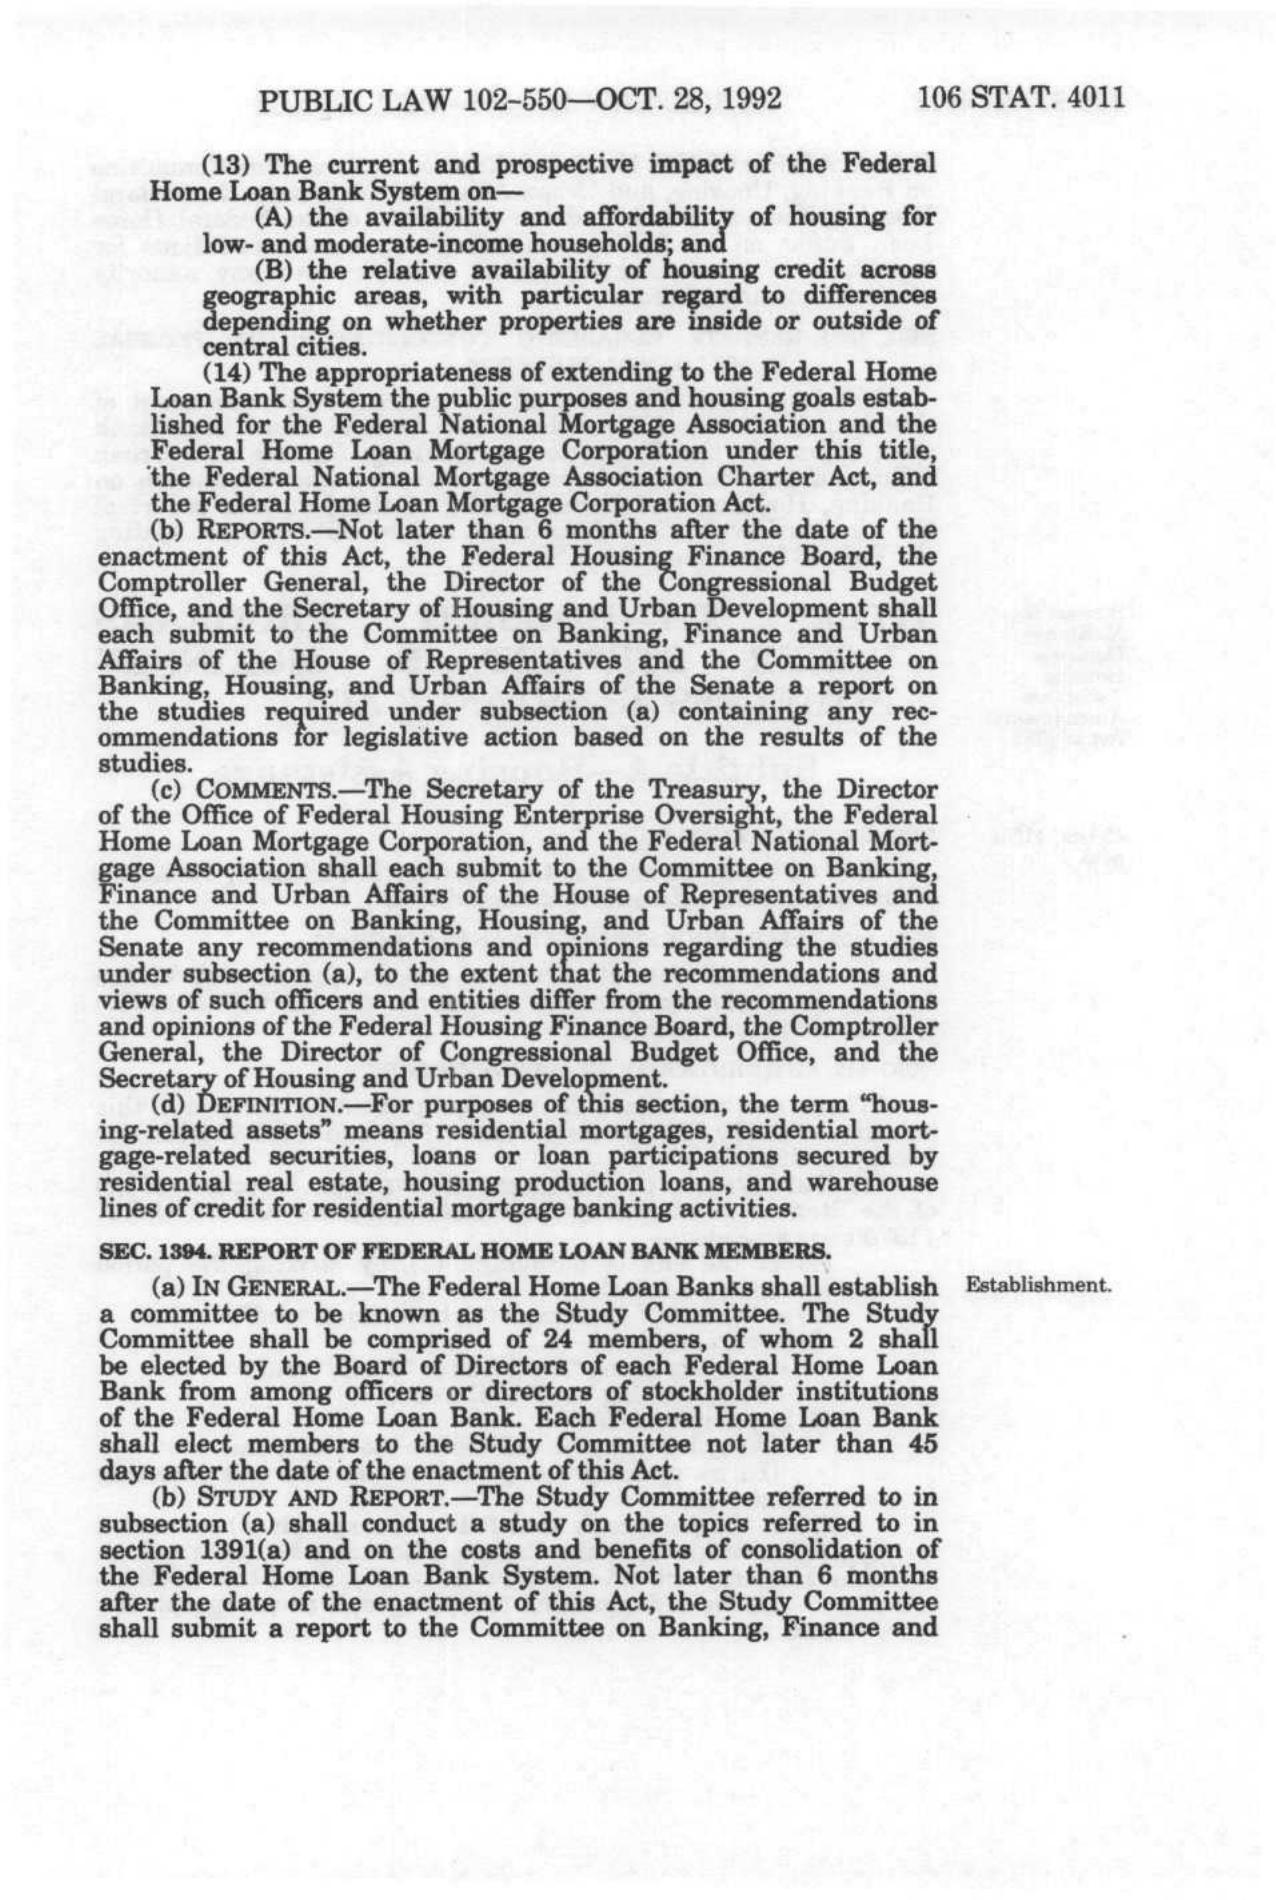 PUBLIC LAW 102–550—OCT. 28, 1992 106 STAT. 4011
(13) The current and prospective impact of the Federal
Home Loan Bank System on—
(A) the availability and affordability of housing for
low- and moderate-income households; and
(B) the relative availability of housing credit across
geographic areas, with particular regard to differences
depending on whether properties are inside or outside of
central cities.
(14) The appropriateness of extending to the Federal Home
Loan Bank System the public purposes and housing goals estab-
lished for the Federal National Mortgage Association and the
Federal Home Loan Mortgage Corporation under this title,
the Federal National Mortgage Association Charter Act, and
the Federal Home Loan Mortgage Corporation Act.
(b) REPORTS.—Not later than 6 months after the date of the
enactment of this Act, the Federal Housing Finance Board, the
Comptroller General, the Director of the Congressional Budget
Office, and the Secretary of Housing and Urban Development shall
each submit to the Committee on Banking, Finance and Urban
Affairs of the House of Representatives and the Committee on
Banking, Housing, and Urban Affairs of the Senate a report on
the studies required under subsection (a) containing any rec-
ommendations for legislative action based on the results of the
studies.
(c) COMMENTS.—The Secretary of the Treasury, the Director
of the Office of Federal Housing Enterprise Oversight, the Federal
Home Loan Mortgage Corporation, and the Federal National Mort-
gage Association shall each submit to the Committee on Banking,
Finance and Urban Affairs of the House of Representatives and
the Committee on Banking, Housing, and Urban Affairs of the
Senate any recommendations and opinions regarding the studies
under subsection (a), to the extent that the recommendations and
views of such officers and entities differ from the recommendations
and opinions of the Federal Housing Finance Board, the Comptroller
General, the Director of Congressional Budget Office, and the
Secretary of Housing and Urban Development.
(d) DEFINITION.—For purposes of this section, the term “hous-
ing-related assets” means residential mortgages, residential mort-
gage-related securities, loans or loan participations secured by
residential real estate, housing production loans, and warehouse
lines of credit for residential mortgage banking activities.
SEC. 1394. REPORT OF FEDERAL HOME LOAN BANK MEMBERS.
(a) IN GENERAL.—The Federal Home Loan Banks shall establish Establishment.
a committee to be known as the Study Committee. The Study
Committee shall be comprised of 24 members, of whom 2 shall
be elected by the Board of Directors of each Federal Home Loan
Bank from among officers or directors of stockholder institutions
of the Federal Home Loan Bank. Each Federal Home Loan Bank
shall elect members to the Study Committee not later than 45
days after the date of the enactment of this Act.
(b) STUDY AND REPORT.—The Study Committee referred to in
subsection (a) shall conduct a study on the topics referred to in
section 1391(a) and on the costs and benefits of consolidation of
the Federal Home Loan Bank System. Not later than 6 months
after the date of the enactment of this Act, the Study Committee
shall submit a report to the Committee on Banking, Finance and